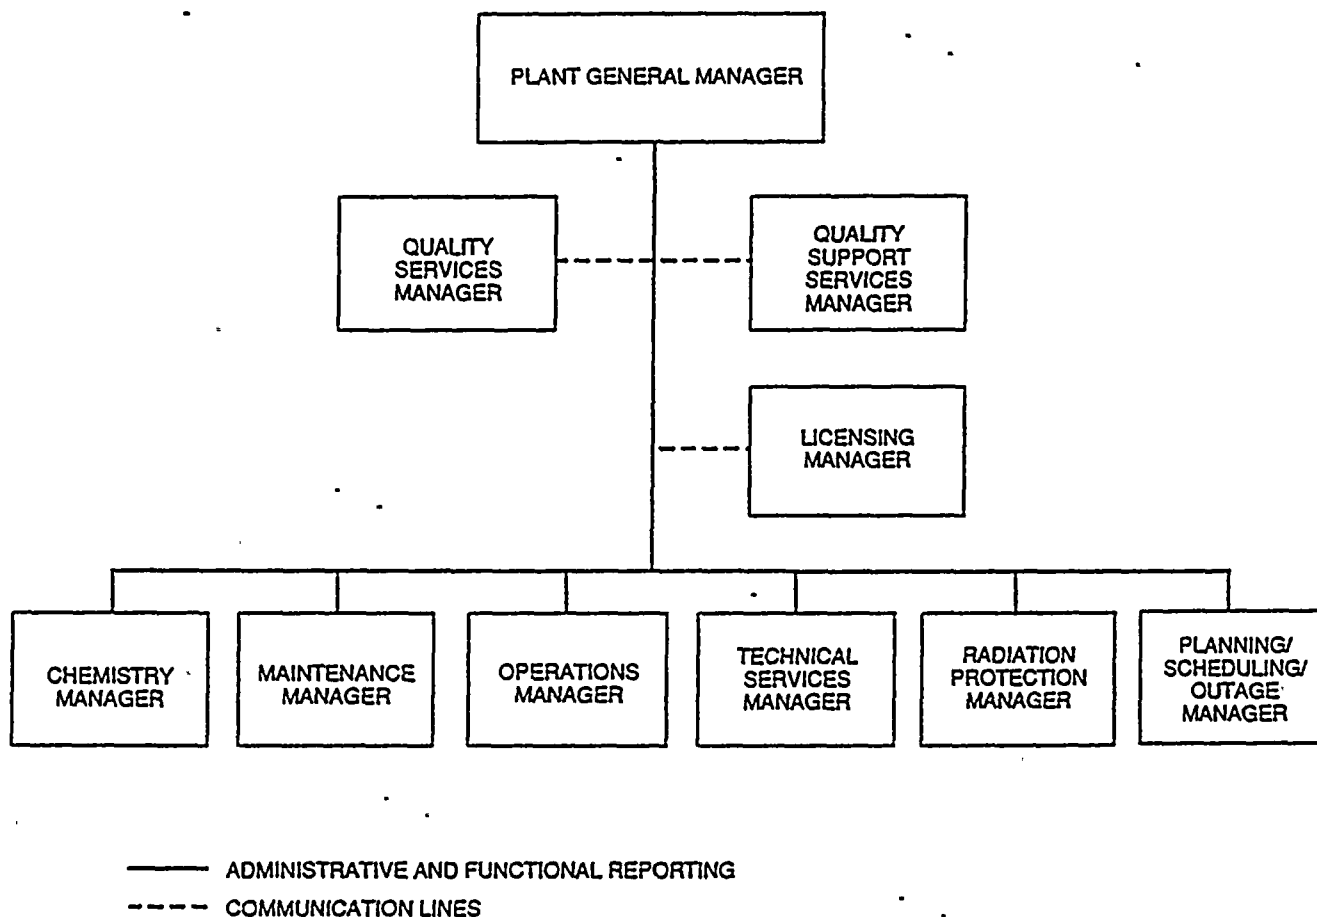 PLANT GENERAL MANAGER
QUALITY
SERVICES
MANAGER
QUALITY
SUPPORT
SERVICES
MANAGER
LICENSING
MANAGER
CHEMISTRY
MANAGER
MAINTENANCE
MANAGER
OPERATIONS
MANAGER
TECHNICAL
SERVICES
MANAGER
RADIATION
PROTECTION
MANAGER
PLANNING/
SCHEDULING/
OUTAGE
MANAGER
ADMINISTRATIVE AND FUNCTIONAL REPORTING
COMMUNICATION LINES